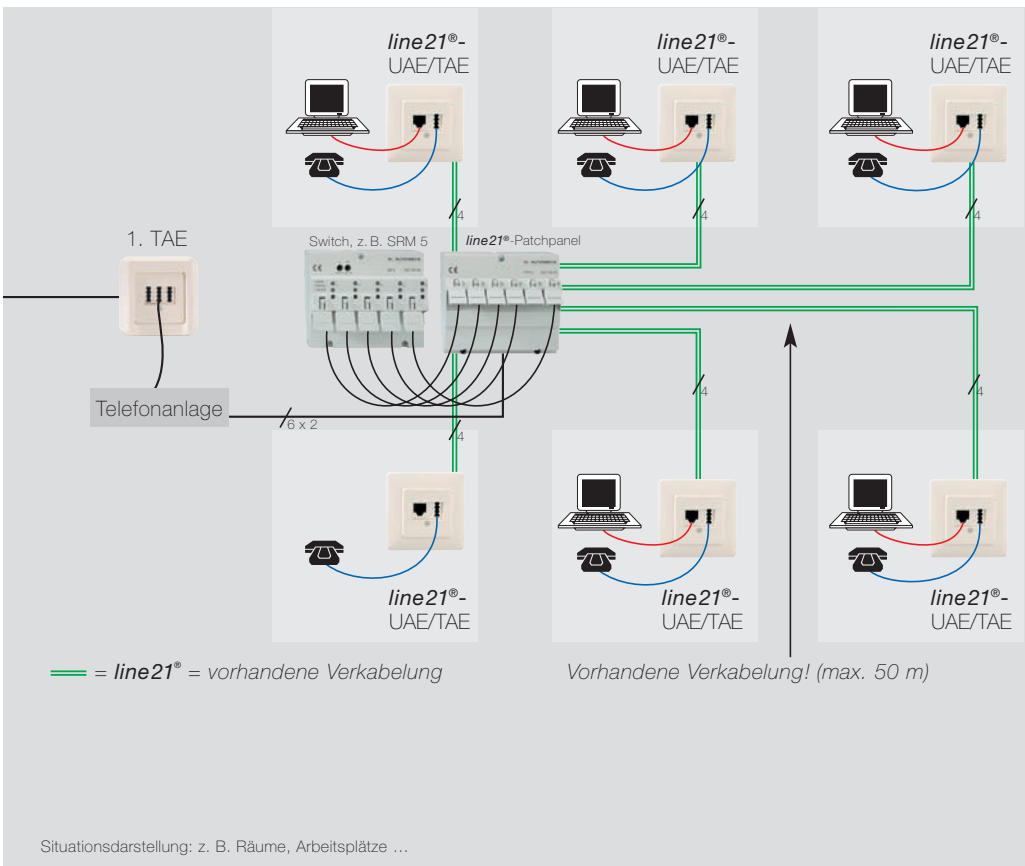 line21®-
UAE/TAE
line21®-
UAE/TAE
line21®-
UAE/TAE
4
4
4
1. TAE
Switch, z. B. SRM 5
line21®-Patchpanel
CE
CE
Telefonanlage
6 x 2
4
4
4
line21®-
UAE/TAE
line21®-
UAE/TAE
line21®-
UAE/TAE
= line21® = vorhandene Verkabelung
Vorhandene Verkabelung! (max. 50 m)
Situationsdarstellung: z. B. Räume, Arbeitsplätze …